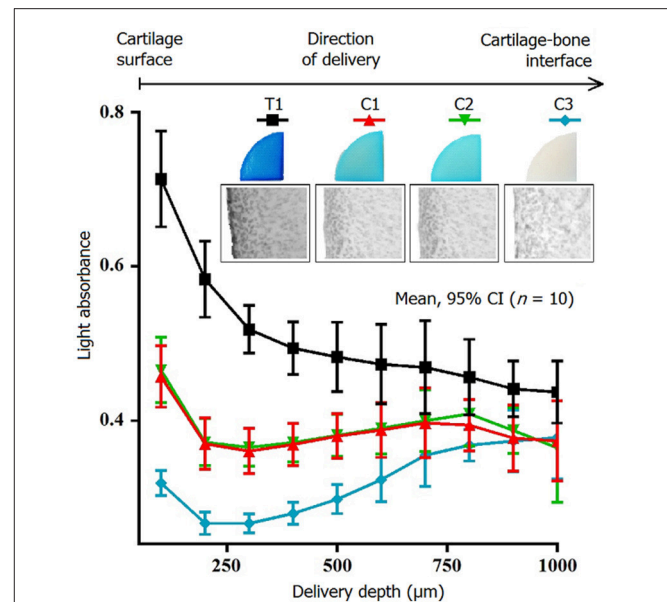 Cartilage surface
Direction of delivery
Cartilage-bone interface
T1 C1 C2 C3
Mean, 95% CI (n = 10)
Light absorbance
0.8
0.6
0.4
250 500 750 1000
Delivery depth (μm)